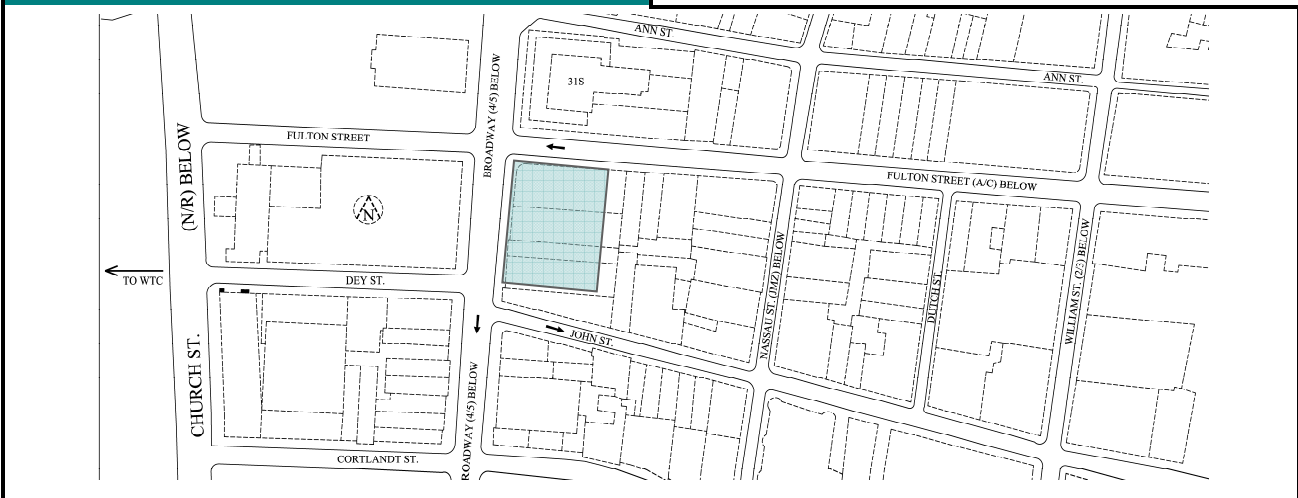 ANN ST.
ANN ST.
31S
BROADWAY (4/5) BELOW
FULTON STREET
(N/R) BELOW
N
FULTON STREET (A/C) BELOW
TO WTC
DEY ST.
NASSAU ST. (JMZ) BELOW
DUTCH ST.
WILLIAM ST. (2/3) BELOW
JOHN ST.
CHURCH ST.
ROADWAY (4/5) BELOW
CORTLANDT ST.